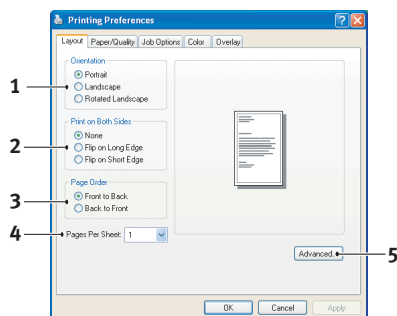 Printing Preferences
Layout Paper/Quality Job Options Color Overlay
Orientation
Portrait
1
Landscape
Rotated Landscape
Print on Both Sides
None
2
Flip on Long Edge
Flip on Short Edge
Page Order
Front to Back
3
Back to Front
4
Pages Per Sheet: 1
Advanced...
5
OK Cancel Apply